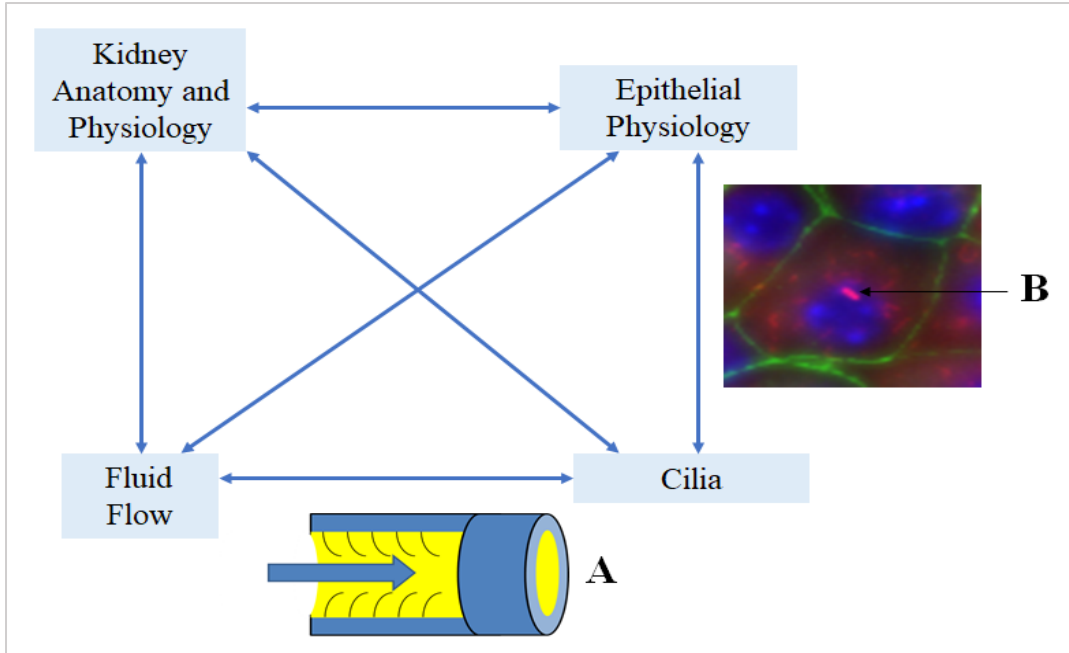 Kidney
Anatomy and
Physiology
Epithelial
Physiology
B
Fluid
Flow
Cilia
A